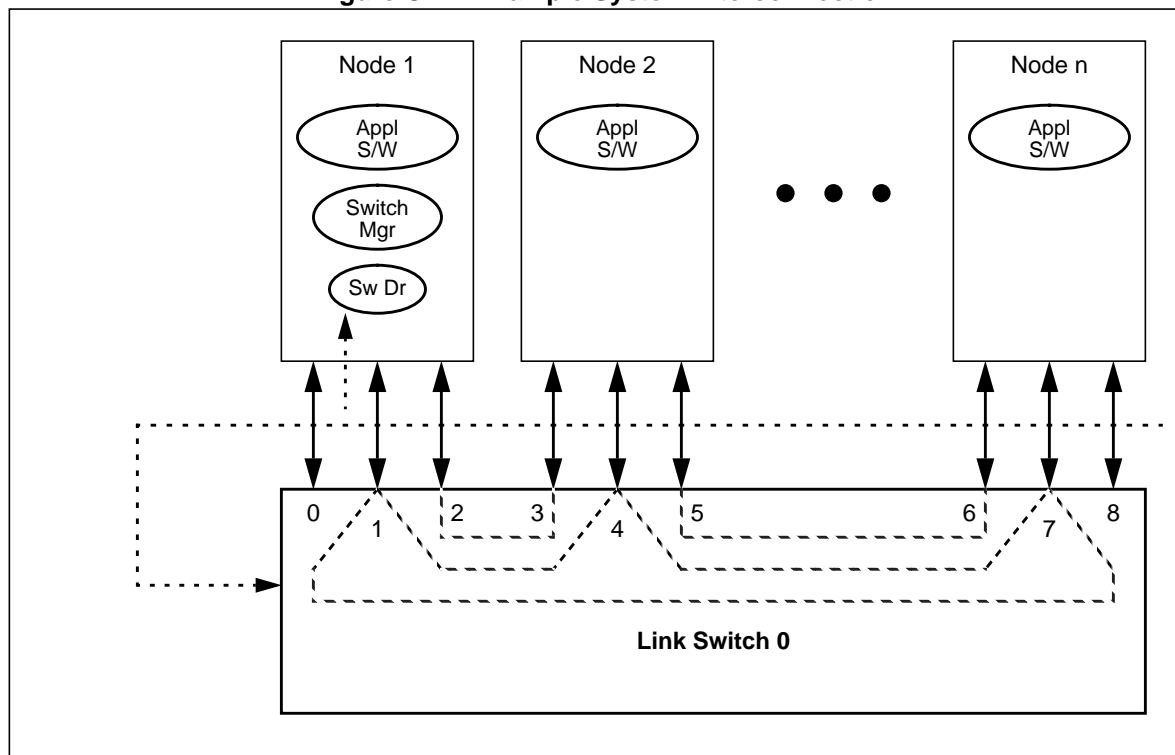 Node 1
Node 2
Node n
Appl
S/W
Appl
S/W
Appl
S/W
Switch
Mgr
Sw Dr
0
1
2
3
4
5
6
7
8
Link Switch 0